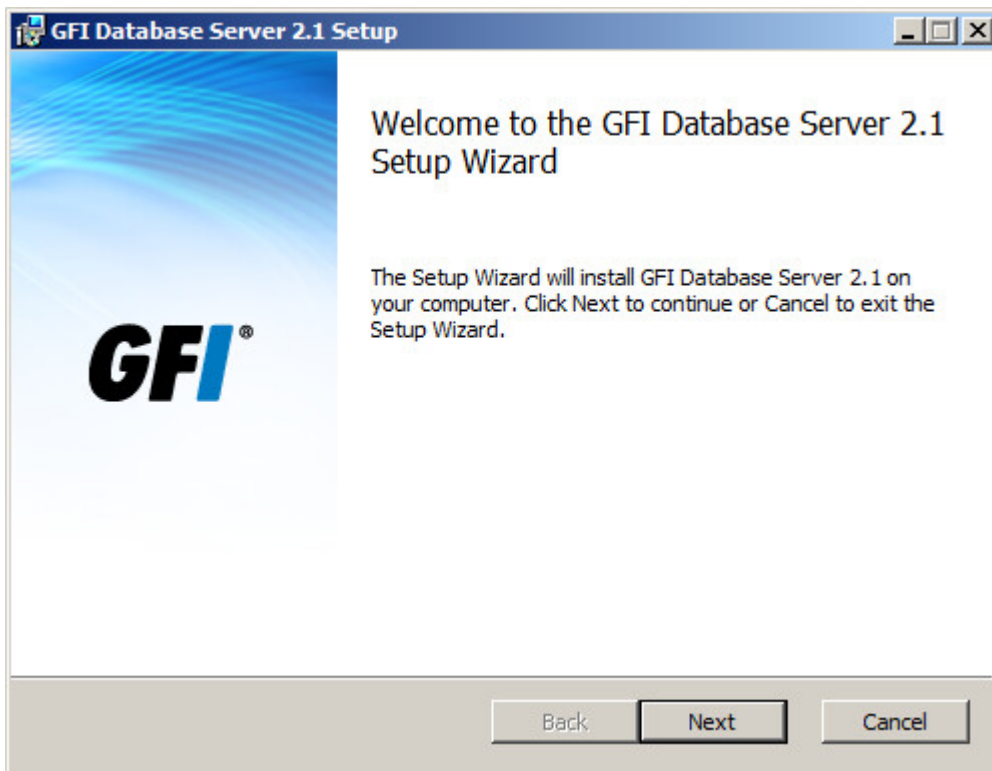 GFI Database Server 2.1 Setup
Welcome to the GFI Database Server 2.1
Setup Wizard
The Setup Wizard will install GFI Database Server 2.1 on
your computer. Click Next to continue or Cancel to exit the
Setup Wizard.
GFI®
Back
Next
Cancel